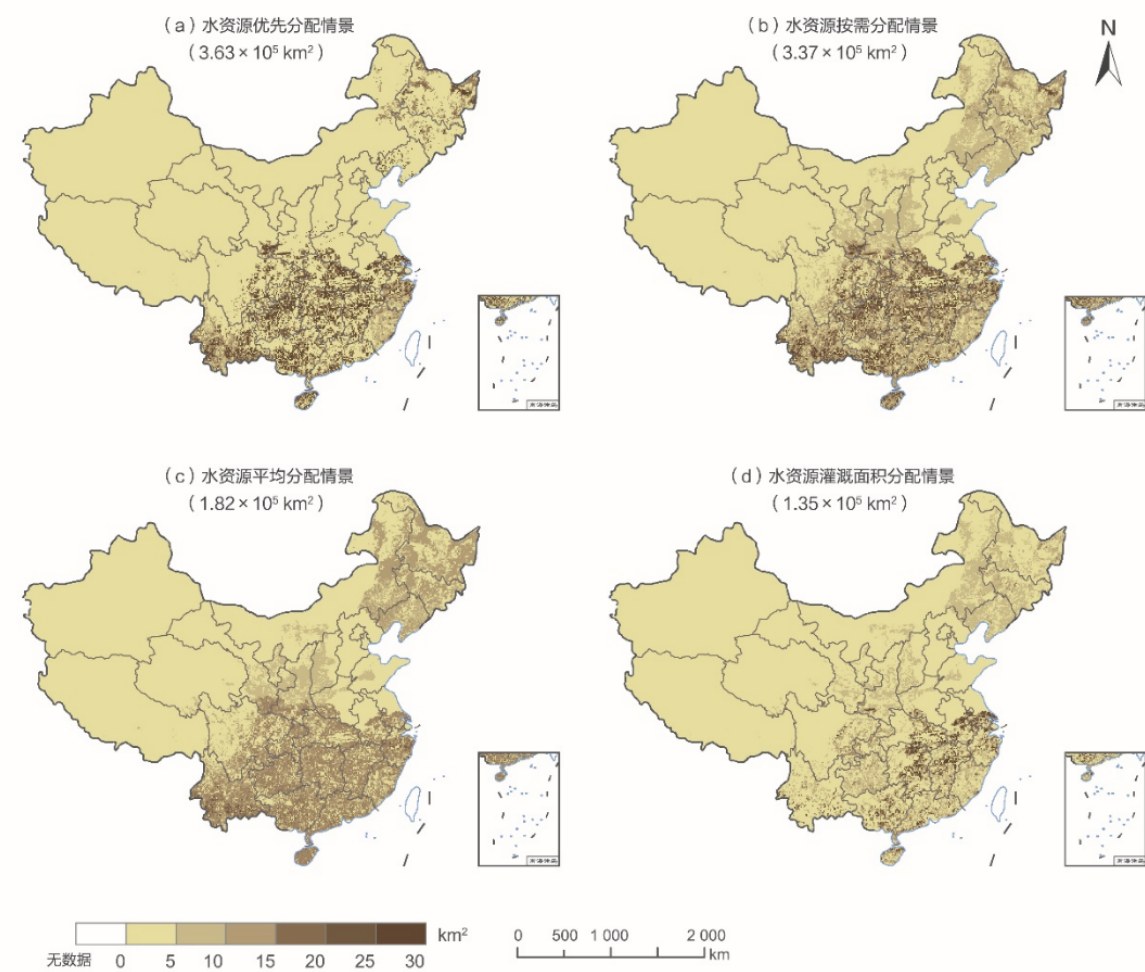 （a）水资源优先分配情景
（3.63 × 10⁵ km²）
（b）水资源按需分配情景
（3.37 × 10⁵ km²）
N
（c）水资源平均分配情景
（1.82 × 10⁵ km²）
（d）水资源灌溉面积分配情景
（1.35 × 10⁵ km²）
km²
无数据 0 5 10 15 20 25 30
0 500 1 000 2 000
km